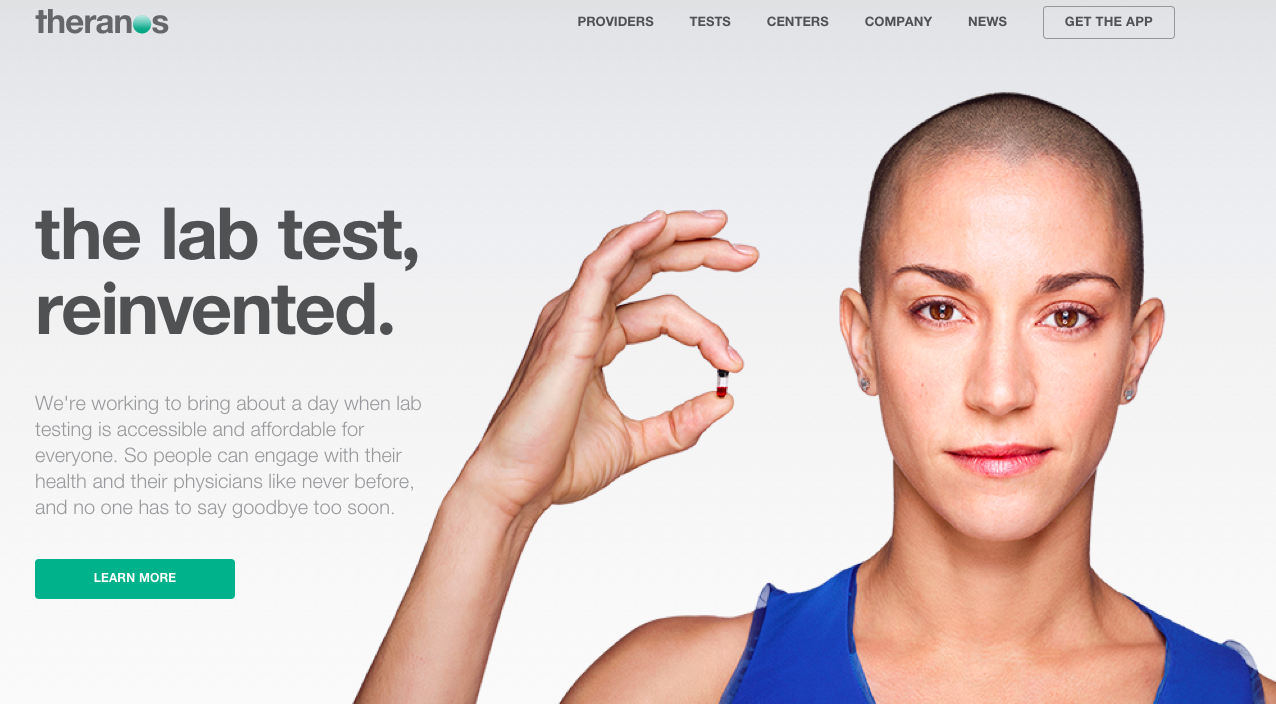 theranos
PROVIDERS TESTS CENTERS COMPANY NEWS GET THE APP
the lab test,
reinvented.
We're working to bring about a day when lab
testing is accessible and affordable for
everyone. So people can engage with their
health and their physicians like never before,
and no one has to say goodbye too soon.
LEARN MORE